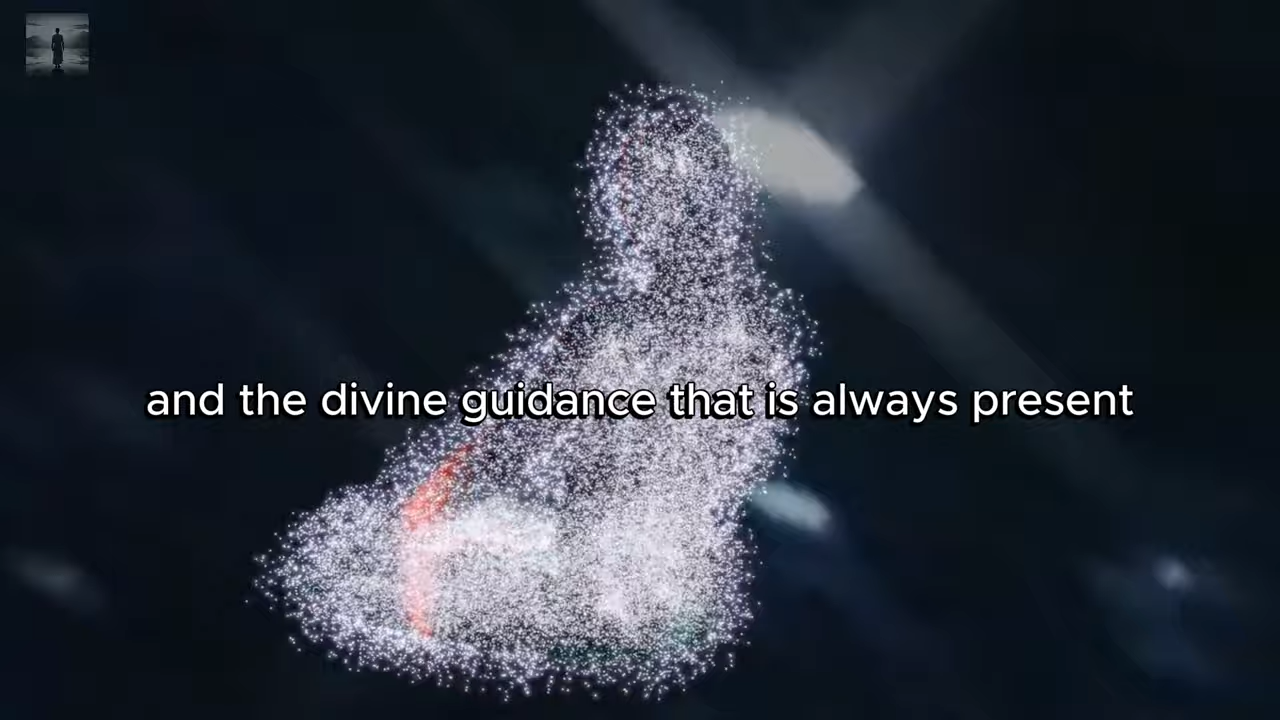 and the divine guidance that is always present